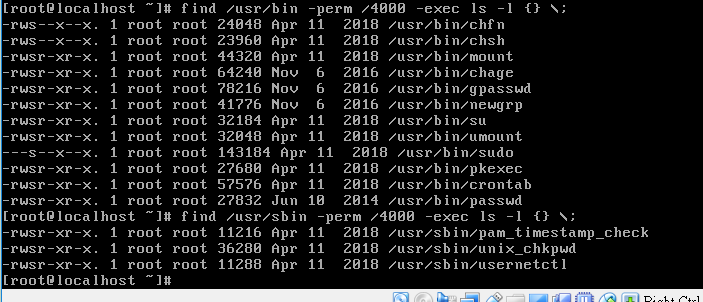 [root@localhost ~]# find /usr/bin -perm /4000 -exec ls -l {} \;
-rws--x--x. 1 root root 24048 Apr 11  2018 /usr/bin/chfn
-rws--x--x. 1 root root 23960 Apr 11  2018 /usr/bin/chsh
-rwsr-xr-x. 1 root root 44320 Apr 11  2018 /usr/bin/mount
-rwsr-xr-x. 1 root root 64240 Nov  6  2016 /usr/bin/chage
-rwsr-xr-x. 1 root root 78216 Nov  6  2016 /usr/bin/gpasswd
-rwsr-xr-x. 1 root root 41776 Nov  6  2016 /usr/bin/newgrp
-rwsr-xr-x. 1 root root 32184 Apr 11  2018 /usr/bin/su
-rwsr-xr-x. 1 root root 32048 Apr 11  2018 /usr/bin/umount
---s--x--x. 1 root root 143184 Apr 11  2018 /usr/bin/sudo
-rwsr-xr-x. 1 root root 27680 Apr 11  2018 /usr/bin/pkexec
-rwsr-xr-x. 1 root root 57576 Apr 11  2018 /usr/bin/crontab
-rwsr-xr-x. 1 root root 27832 Jun 10  2014 /usr/bin/passwd
[root@localhost ~]# find /usr/sbin -perm /4000 -exec ls -l {} \;
-rwsr-xr-x. 1 root root 11216 Apr 11  2018 /usr/sbin/pam_timestamp_check
-rwsr-xr-x. 1 root root 36280 Apr 11  2018 /usr/sbin/unix_chkpwd
-rwsr-xr-x. 1 root root 11288 Apr 11  2018 /usr/sbin/usernetctl
[root@localhost ~]#
Right Ctrl